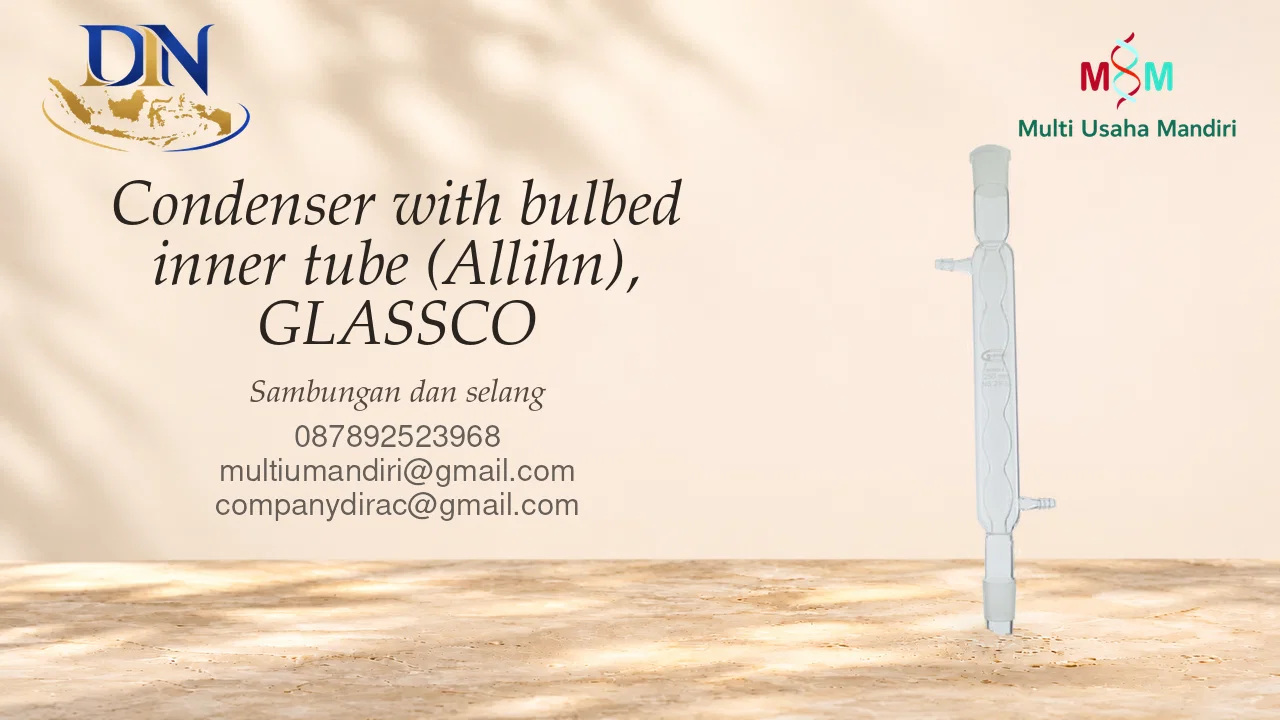 DIN
M M
Multi Usaha Mandiri
Condenser with bulbed
inner tube (Allihn),
GLASSCO
Sambungan dan selang
087892523968
multiumandiri@gmail.com
companydirac@gmail.com